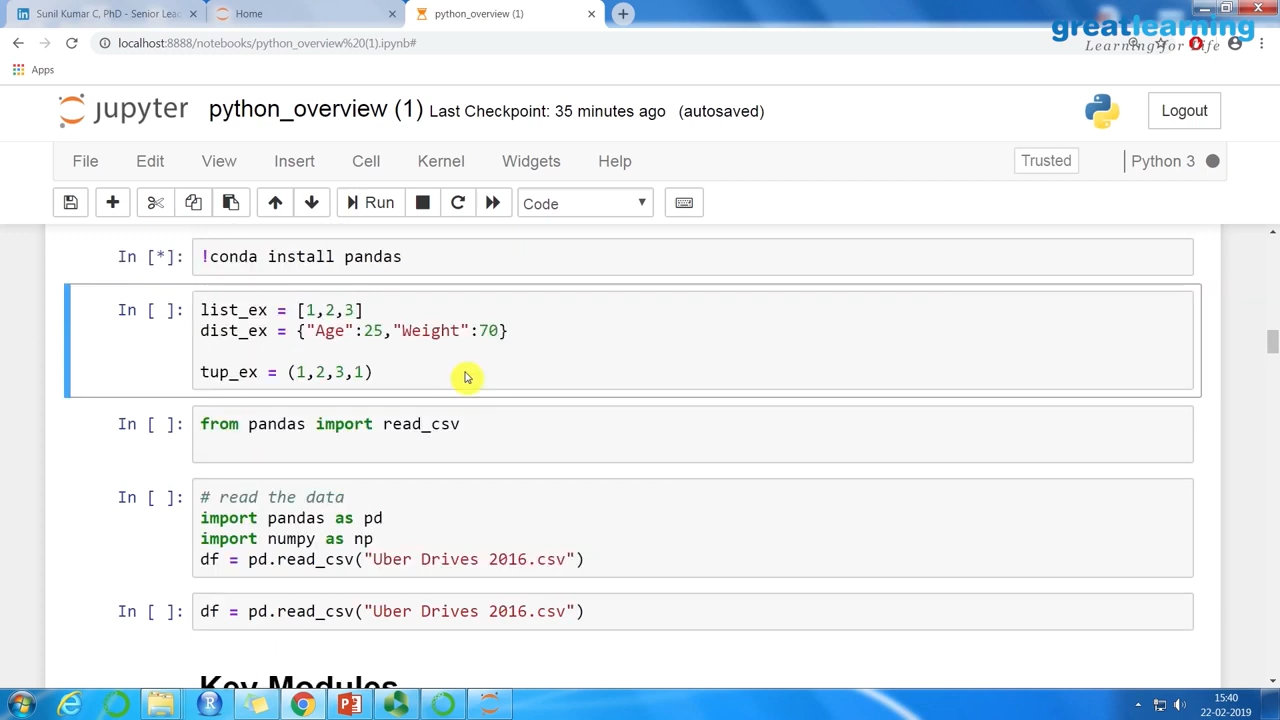 Sunil Kumar C, PhD - Senior Lea
Home
python_overview (1)
greatlearning
Learning for Life
localhost:8888/notebooks/python_overview%20(1).ipynb#
Apps
jupyter python_overview (1) Last Checkpoint: 35 minutes ago (autosaved)
Logout
File Edit View Insert Cell Kernel Widgets Help
Trusted
Python 3
Run
Code
In [*]: !conda install pandas
In [ ]: list_ex = [1,2,3]
dist_ex = {"Age":25,"Weight":70}
tup_ex = (1,2,3,1)
In [ ]: from pandas import read_csv
In [ ]: # read the data
import pandas as pd
import numpy as np
df = pd.read_csv("Uber Drives 2016.csv")
In [ ]: df = pd.read_csv("Uber Drives 2016.csv")
Key Modules
15:40
22-02-2019